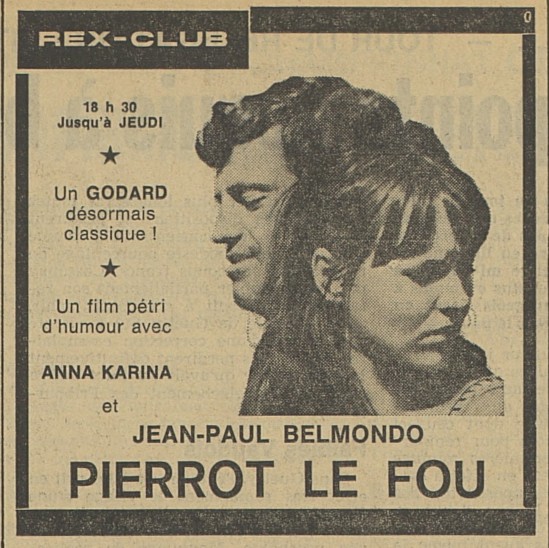 REX-CLUB
18 h 30
Jusqu'à JEUDI
Un GODARD
désormais
classique !
Un film pétri
d'humour avec
ANNA KARINA
et
JEAN-PAUL BELMONDO
PIERROT LE FOU